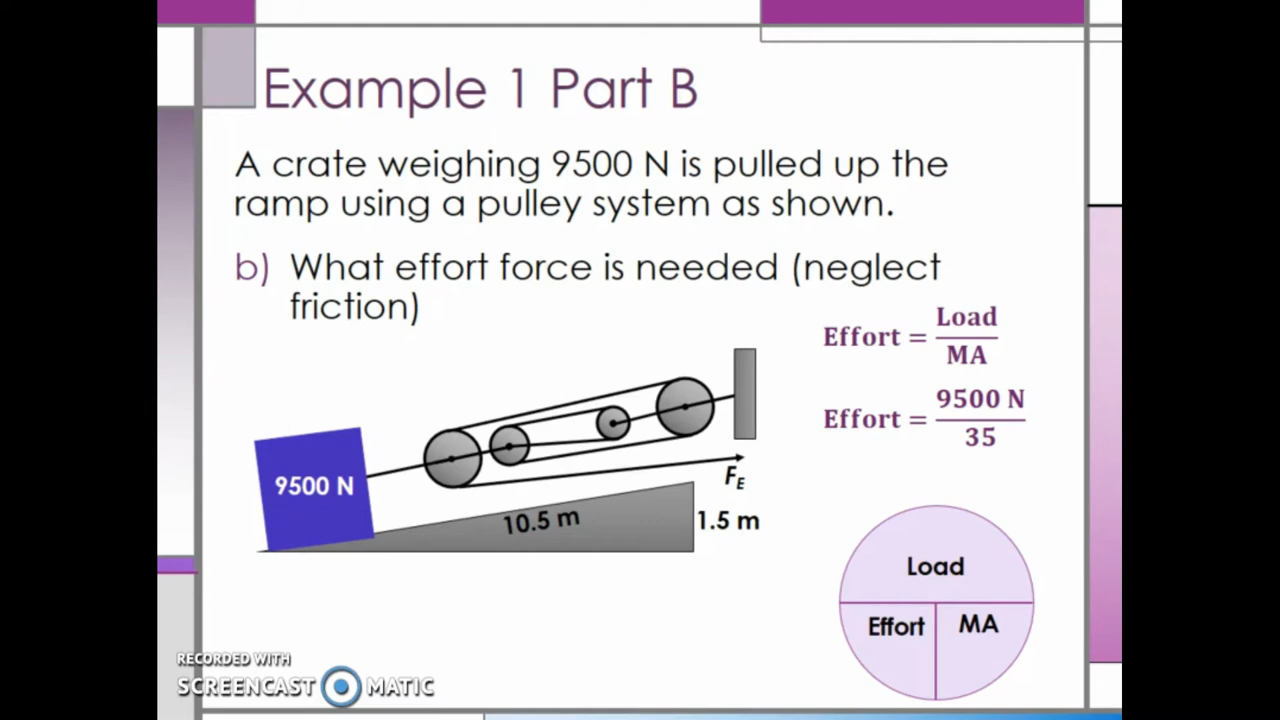 Example 1 Part B
A crate weighing 9500 N is pulled up the
ramp using a pulley system as shown.
b) What effort force is needed (neglect
friction)
Effort = Load/MA
Effort = 9500 N/35
9500 N
F_E
10.5 m
1.5 m
Load
Effort
MA
RECORDED WITH
SCREENCAST MATIC